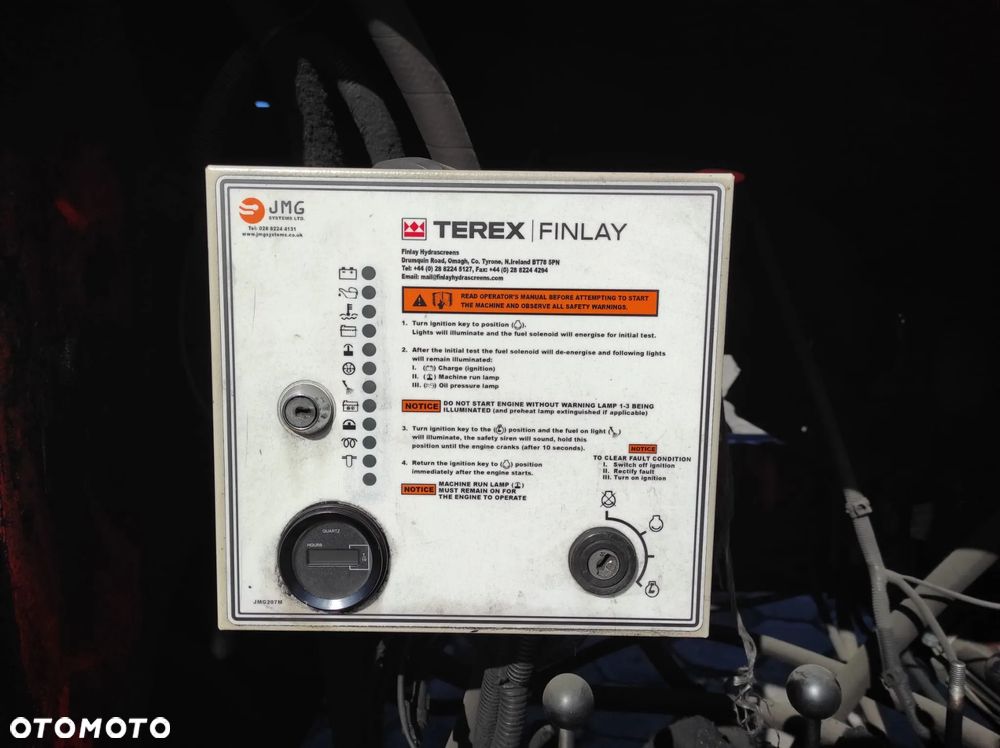 JMG
SYSTEMS LTD.
Tel: 028 8224 4131
www.jmgsystems.co.uk
TEREX | FINLAY
Finlay Hydrascreens
Drumquin Road, Omagh, Co. Tyrone, N.Ireland BT78 5PN
Tel: +44 (0) 28 8224 5127, Fax: +44 (0) 28 8224 4294
Email: mail@finlayhydrascreens.com
READ OPERATOR'S MANUAL BEFORE ATTEMPTING TO START
THE MACHINE AND OBSERVE ALL SAFETY WARNINGS.
1. Turn ignition key to position ( ).
Lights will illuminate and the fuel solenoid will energise for initial test.
2. After the initial test the fuel solenoid will de-energise and following lights
will remain illuminated:
I. ( ) Charge (ignition)
II. ( ) Machine run lamp
III. ( ) Oil pressure lamp
NOTICE DO NOT START ENGINE WITHOUT WARNING LAMP 1-3 BEING
ILLUMINATED (and preheat lamp extinguished if applicable)
3. Turn ignition key to the ( ) position and the fuel on light ( )
will illuminate, the safety siren will sound, hold this
position until the engine cranks (after 10 seconds).
4. Return the ignition key to ( ) position
immediately after the engine starts.
NOTICE MACHINE RUN LAMP ( )
MUST REMAIN ON FOR
THE ENGINE TO OPERATE
NOTICE
TO CLEAR FAULT CONDITION
I. Switch off ignition
II. Rectify fault
III. Turn on ignition
QUARTZ
HOURS
JMG207M
OTOMOTO